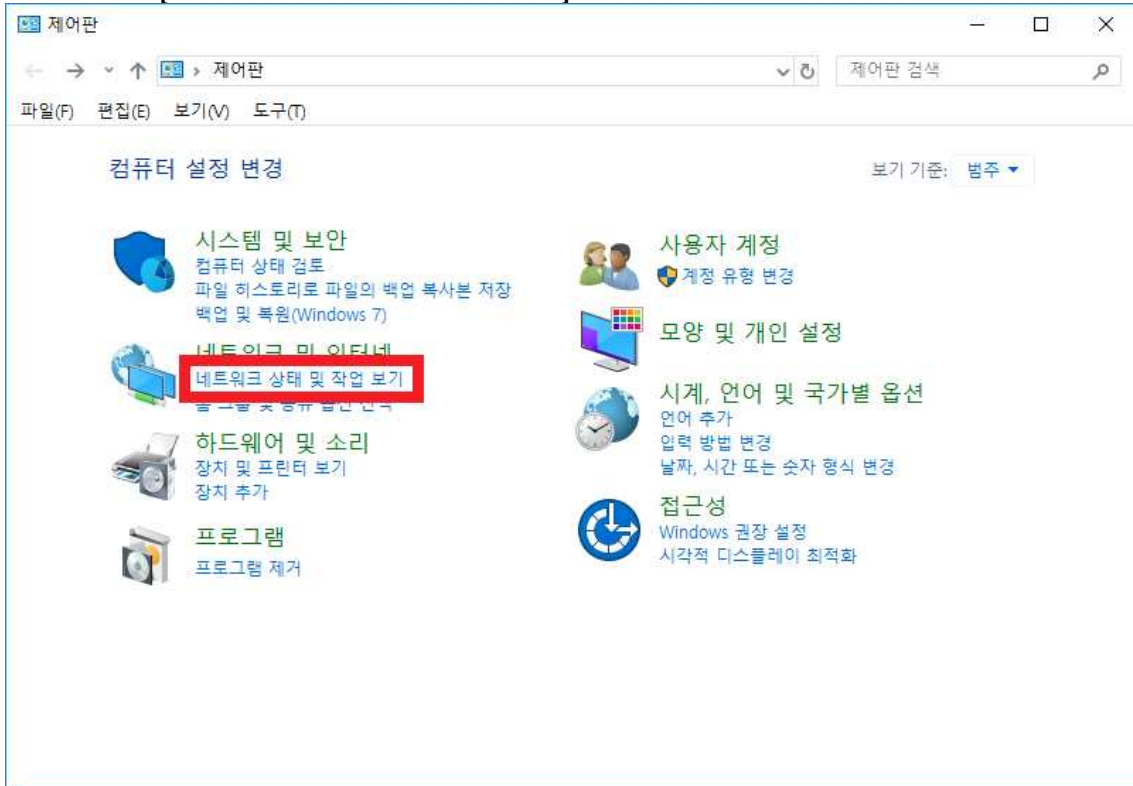 제어판
제어판
제어판 검색
파일(F) 편집(E) 보기(V) 도구(T)
컴퓨터 설정 변경
보기 기준: 범주
시스템 및 보안
컴퓨터 상태 검토
파일 히스토리로 파일의 백업 복사본 저장
백업 및 복원(Windows 7)
네트워크 및 인터넷
네트워크 상태 및 작업 보기
하드웨어 및 소리
장치 및 프린터 보기
장치 추가
프로그램
프로그램 제거
사용자 계정
계정 유형 변경
모양 및 개인 설정
시계, 언어 및 국가별 옵션
언어 추가
입력 방법 변경
날짜, 시간 또는 숫자 형식 변경
접근성
Windows 권장 설정
시각적 디스플레이 최적화